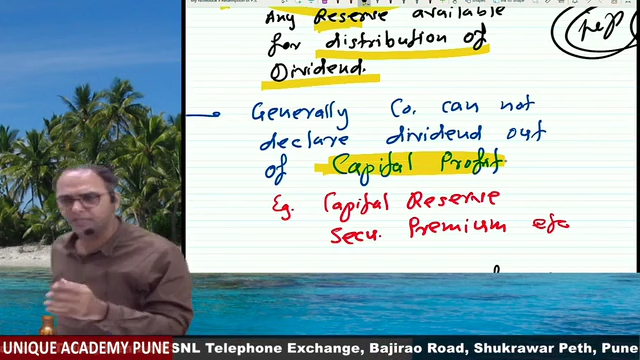 Any Reserve available
for distribution of
Dividend.
Generally Co. can not
declare dividend out
of Capital Profit
Eg. Capital Reserve
Secu. Premium etc
UNIQUE ACADEMY PUNE
SNL Telephone Exchange, Bajirao Road, Shukrawar Peth, Pune